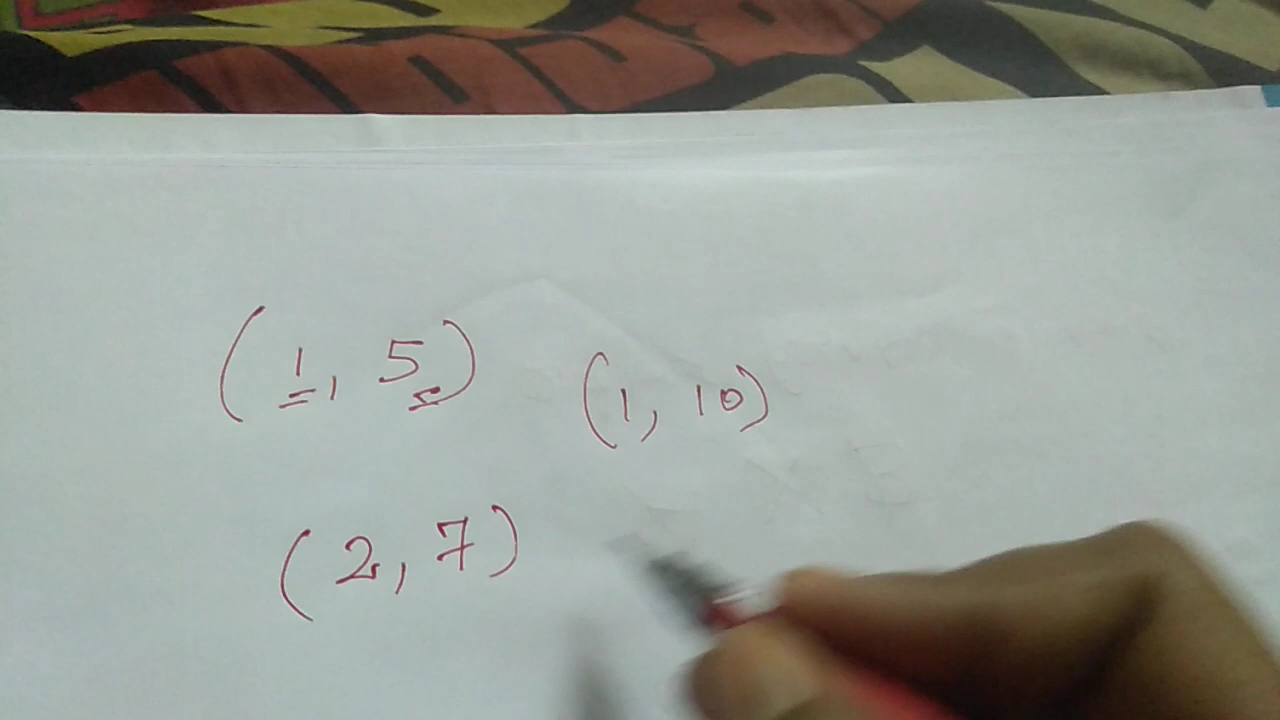 (1, 5) (1, 10)
(2, 7)